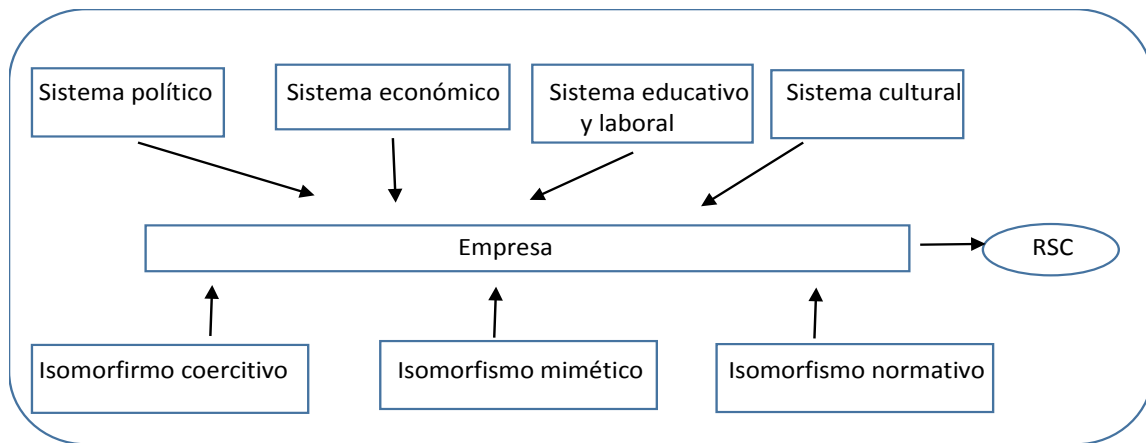 Sistema político
Sistema económico
Sistema educativo
y laboral
Sistema cultural
Empresa
RSC
Isomorfirmo coercitivo
Isomorfismo mimético
Isomorfismo normativo